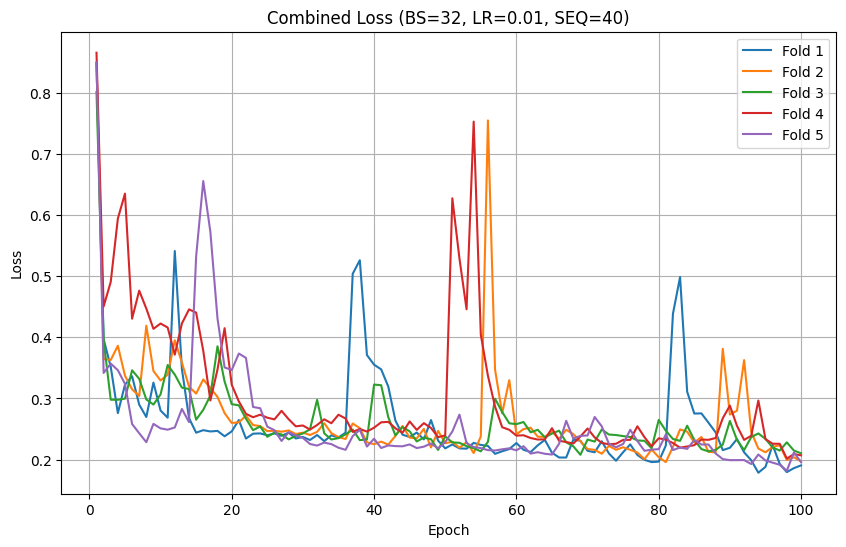 Combined Loss (BS=32, LR=0.01, SEQ=40)
Fold 1
Fold 2
Fold 3
Fold 4
Fold 5
Loss
0.8
0.7
0.6
0.5
0.4
0.3
0.2
0 20 40 60 80 100
Epoch